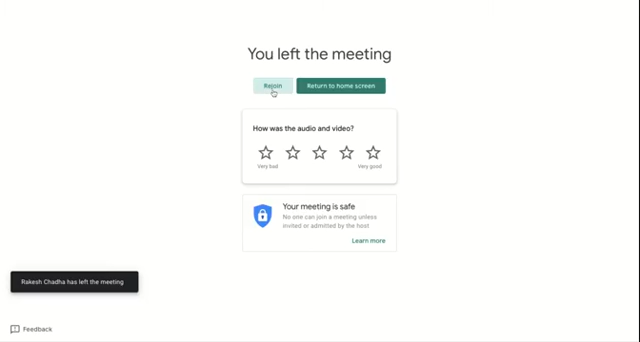 You left the meeting
Rejoin
Return to home screen
How was the audio and video?
Very bad
Very good
Your meeting is safe
No one can join a meeting unless
invited or admitted by the host
Learn more
Rakesh Chadha has left the meeting
Feedback